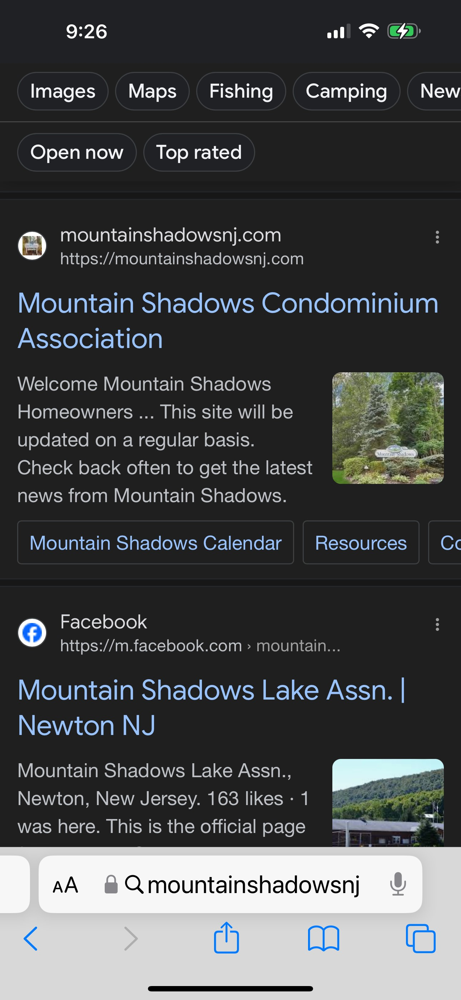 9:26
Images Maps Fishing Camping New
Open now Top rated
mountainshadowsnj.com
https://mountainshadowsnj.com
Mountain Shadows Condominium
Association
Welcome Mountain Shadows
Homeowners ... This site will be
updated on a regular basis.
Check back often to get the latest
news from Mountain Shadows.
Mountain Shadows
Mountain Shadows Calendar Resources Co
Facebook
https://m.facebook.com › mountain...
Mountain Shadows Lake Assn. |
Newton NJ
Mountain Shadows Lake Assn.,
Newton, New Jersey. 163 likes · 1
was here. This is the official page
AA mountainshadowsnj